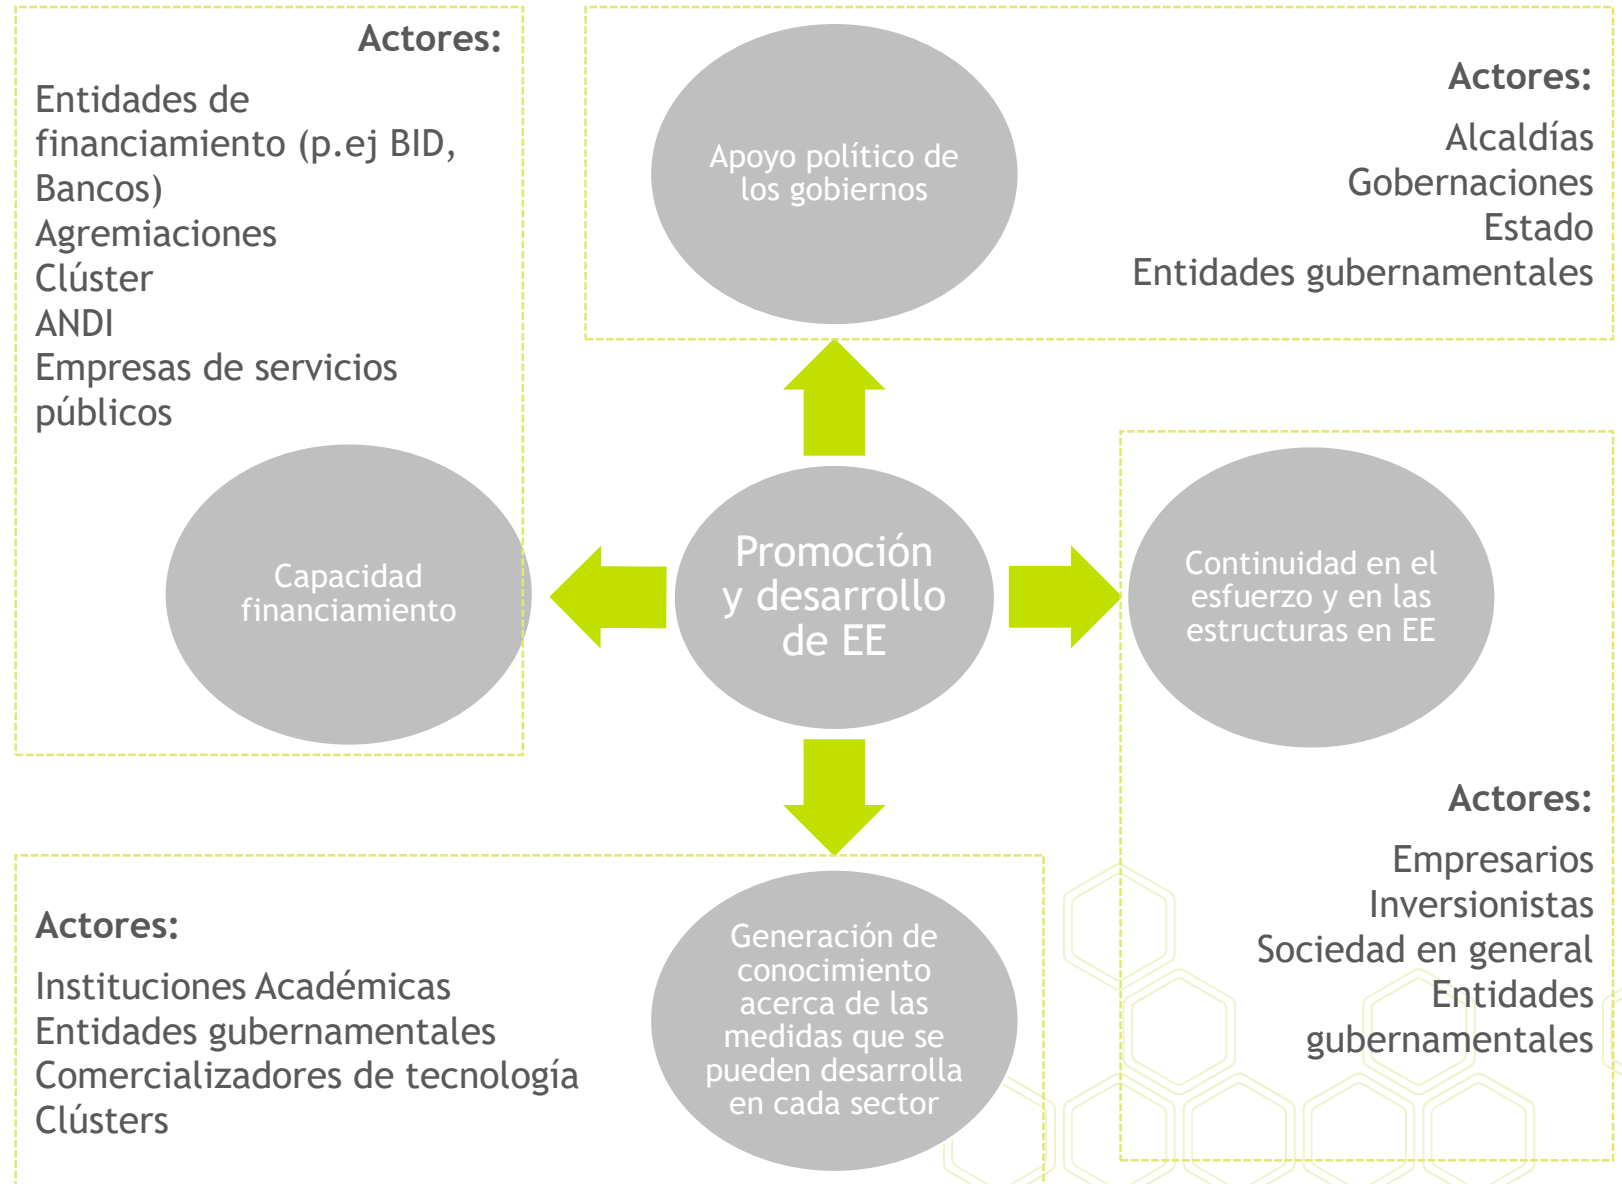 Actores:
Entidades de
financiamiento (p.ej BID,
Bancos)
Agremiaciones
Clúster
ANDI
Empresas de servicios
públicos
Capacidad
financiamiento
Apoyo político de
los gobiernos
Actores:
Alcaldías
Gobernaciones
Estado
Entidades gubernamentales
Promoción
y desarrollo
de EE
Continuidad en el
esfuerzo y en las
estructuras en EE
Actores:
Empresarios
Inversionistas
Sociedad en general
Entidades
gubernamentales
Actores:
Instituciones Académicas
Entidades gubernamentales
Comercializadores de tecnología
Clústers
Generación de
conocimiento
acerca de las
medidas que se
pueden desarrolla
en cada sector